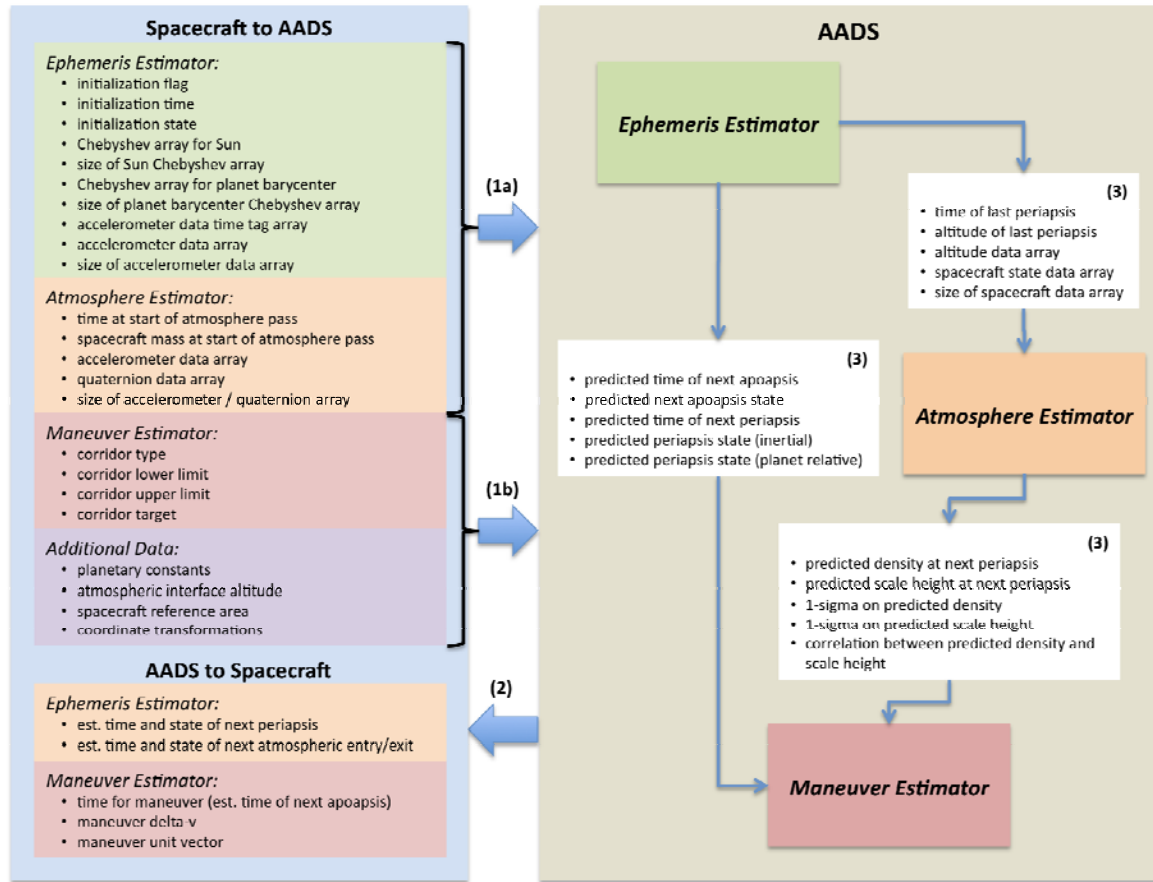 Spacecraft to AADS
Ephemeris Estimator:
• initialization flag
• initialization time
• initialization state
• Chebyshev array for Sun
• size of Sun Chebyshev array
• Chebyshev array for planet barycenter
• size of planet barycenter Chebyshev array
• accelerometer data time tag array
• accelerometer data array
• size of accelerometer data array
Atmosphere Estimator:
• time at start of atmosphere pass
• spacecraft mass at start of atmosphere pass
• accelerometer data array
• quaternion data array
• size of accelerometer / quaternion array
Maneuver Estimator:
• corridor type
• corridor lower limit
• corridor upper limit
• corridor target
Additional Data:
• planetary constants
• atmospheric interface altitude
• spacecraft reference area
• coordinate transformations
AADS to Spacecraft
Ephemeris Estimator:
• est. time and state of next periapsis
• est. time and state of next atmospheric entry/exit
Maneuver Estimator:
• time for maneuver (est. time of next apoapsis)
• maneuver delta-v
• maneuver unit vector
(1a)
(1b)
(2)
AADS
Ephemeris Estimator
(3)
• time of last periapsis
• altitude of last periapsis
• altitude data array
• spacecraft state data array
• size of spacecraft data array
(3)
• predicted time of next apoapsis
• predicted next apoapsis state
• predicted time of next periapsis
• predicted periapsis state (inertial)
• predicted periapsis state (planet relative)
Atmosphere Estimator
(3)
• predicted density at next periapsis
• predicted scale height at next periapsis
• 1-sigma on predicted density
• 1-sigma on predicted scale height
• correlation between predicted density and
scale height
Maneuver Estimator